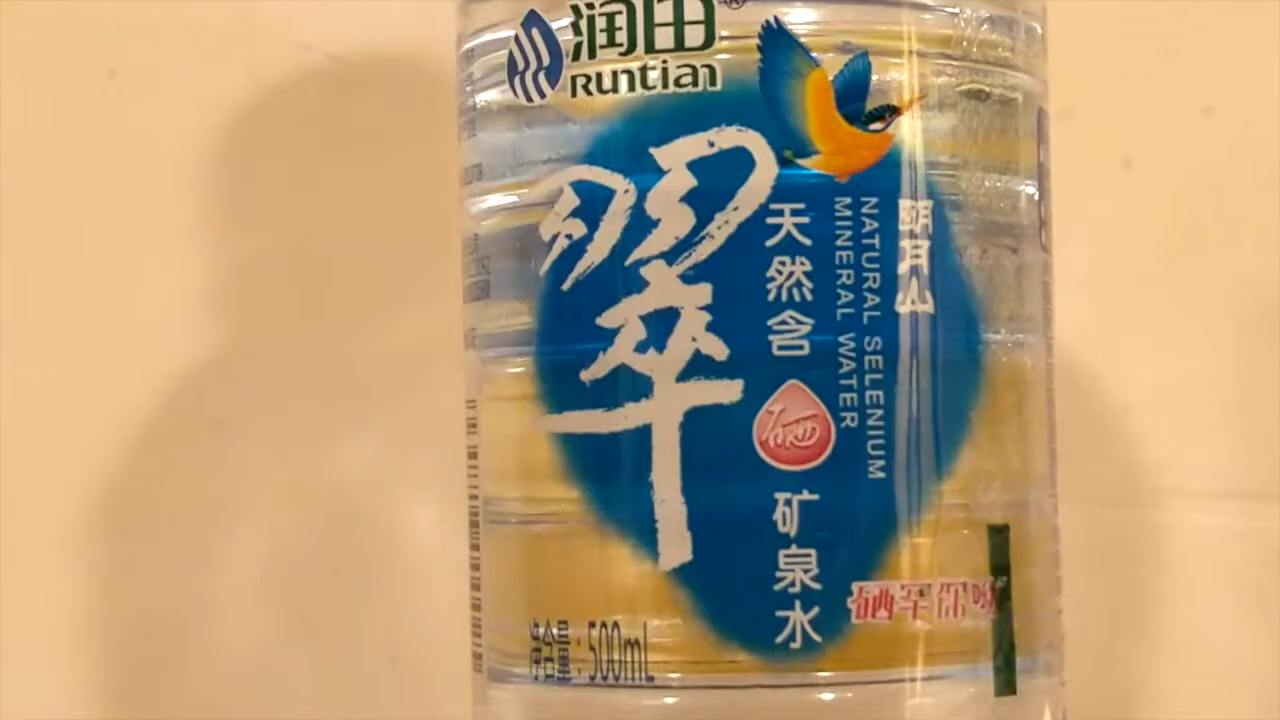 润田
Runtian
®
翠
天然含
硒
矿泉水
NATURAL SELENIUM
MINERAL WATER
明月山
净含量：500mL